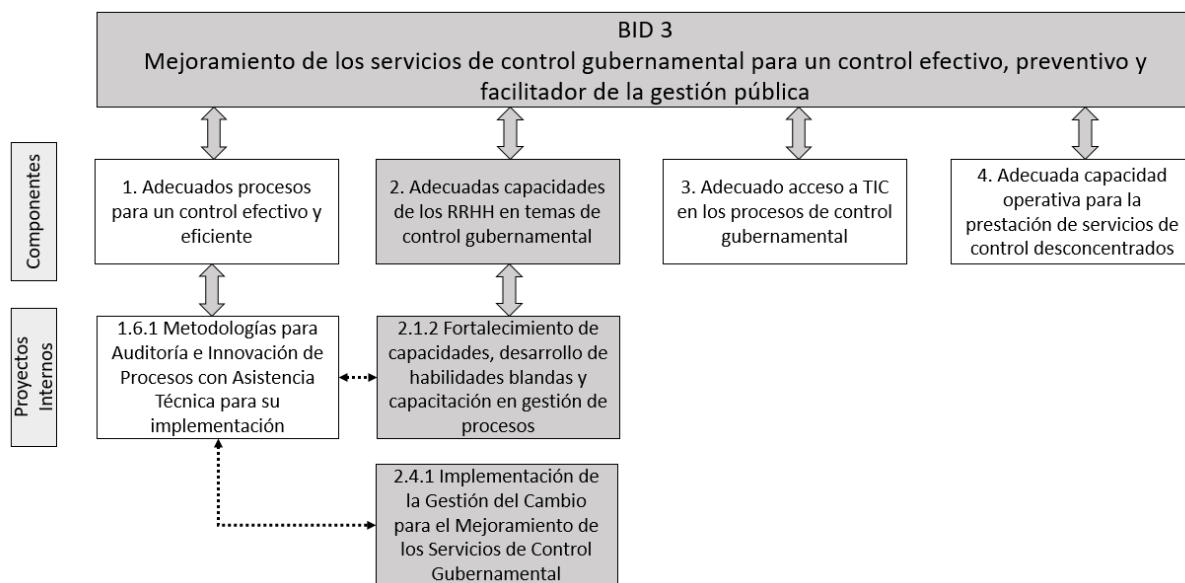 BID 3
Mejoramiento de los servicios de control gubernamental para un control efectivo, preventivo y
facilitador de la gestión pública
Componentes
1. Adecuados procesos
para un control efectivo y
eficiente
2. Adecuadas capacidades
de los RRHH en temas de
control gubernamental
3. Adecuado acceso a TIC
en los procesos de control
gubernamental
4. Adecuada capacidad
operativa para la
prestación de servicios de
control desconcentrados
Proyectos
Internos
1.6.1 Metodologías para
Auditoría e Innovación de
Procesos con Asistencia
Técnica para su
implementación
2.1.2 Fortalecimiento de
capacidades, desarrollo de
habilidades blandas y
capacitación en gestión de
procesos
2.4.1 Implementación de
la Gestión del Cambio
para el Mejoramiento de
los Servicios de Control
Gubernamental